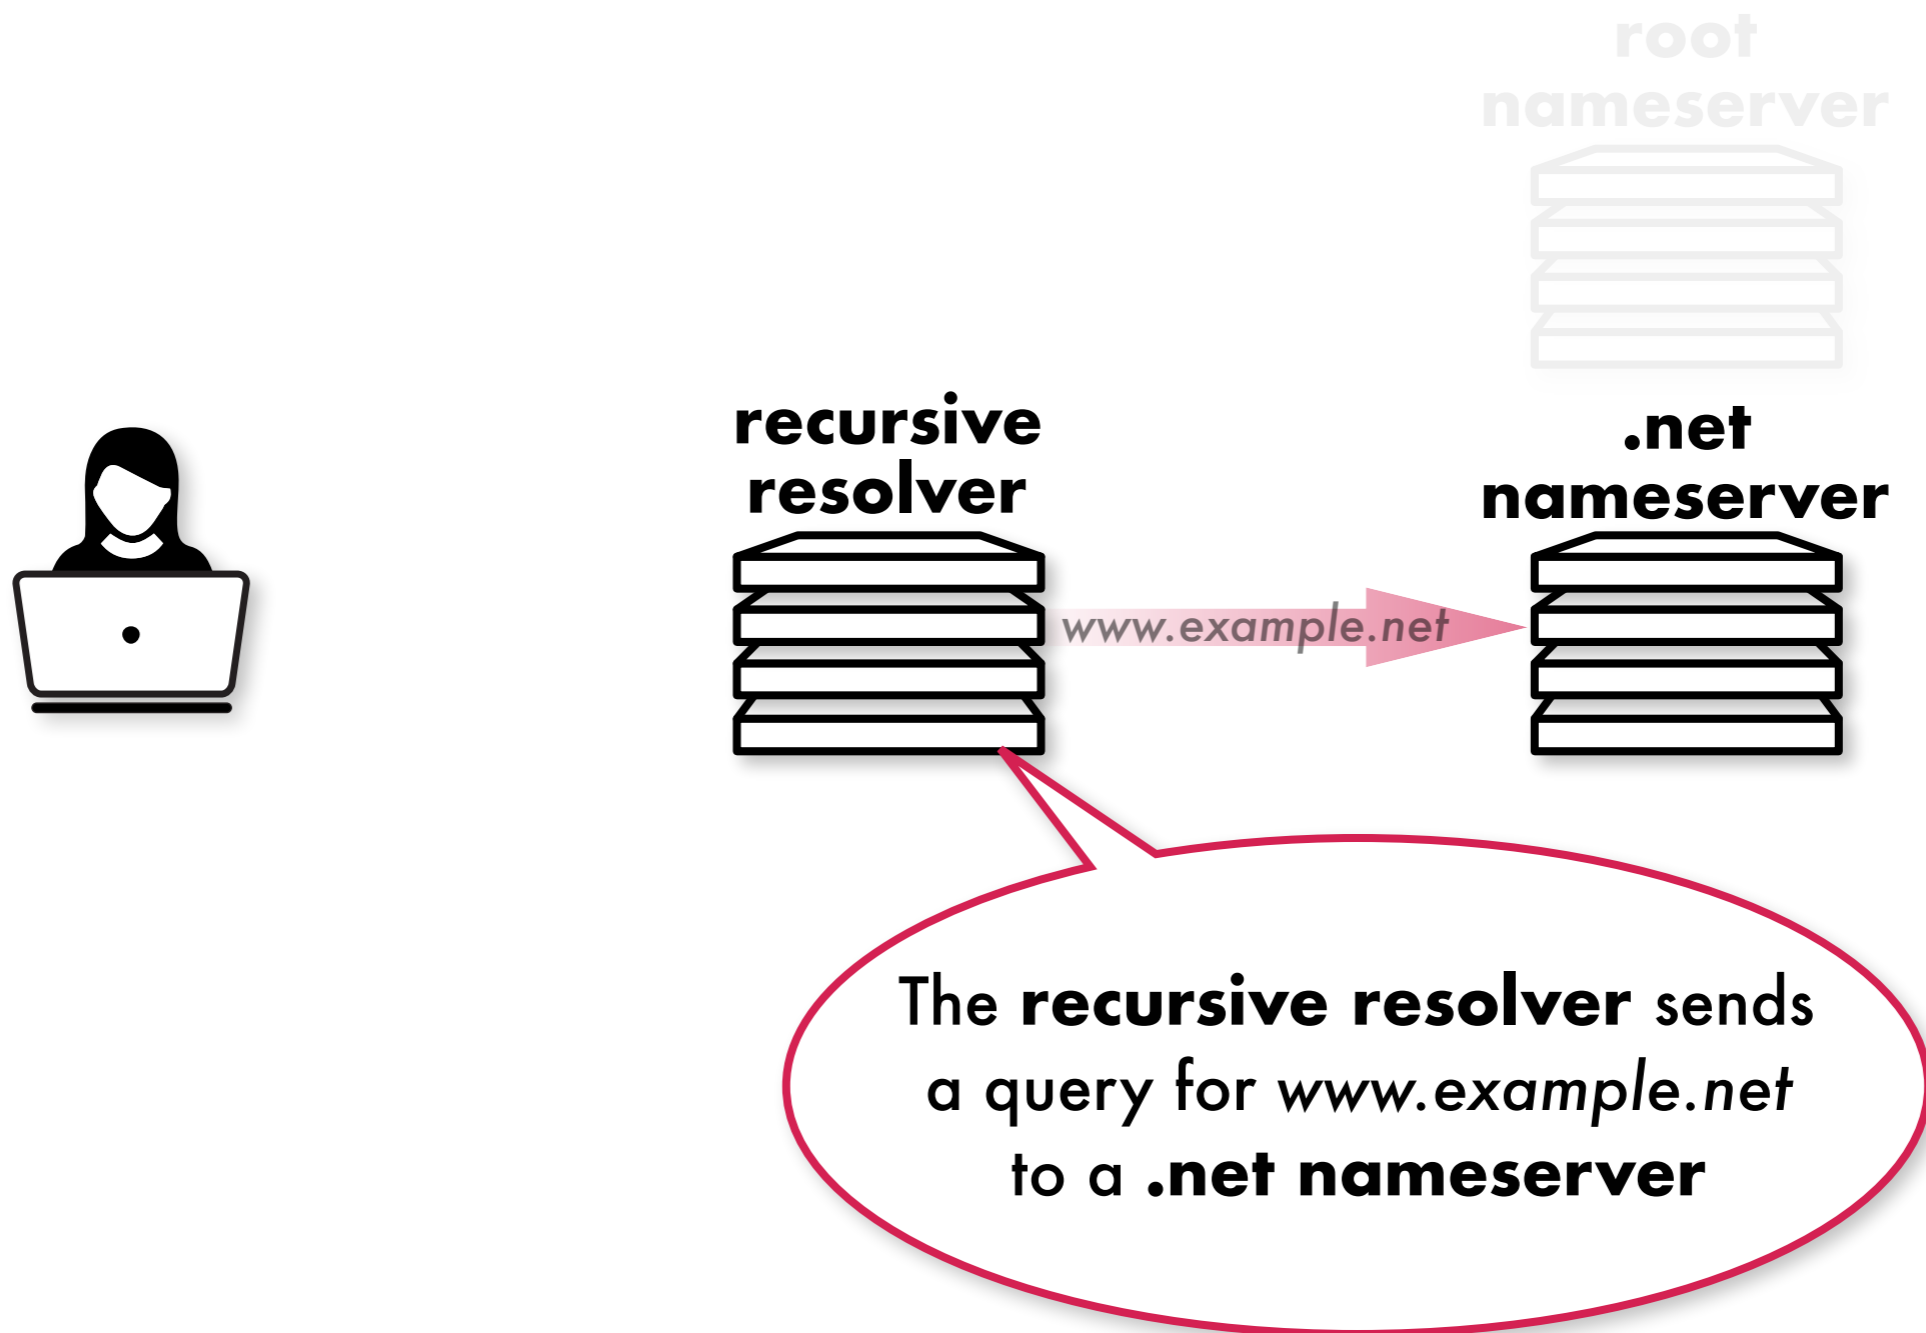 root
nameserver
recursive
resolver
.net
nameserver
www.example.net
The recursive resolver sends
a query for www.example.net
to a .net nameserver